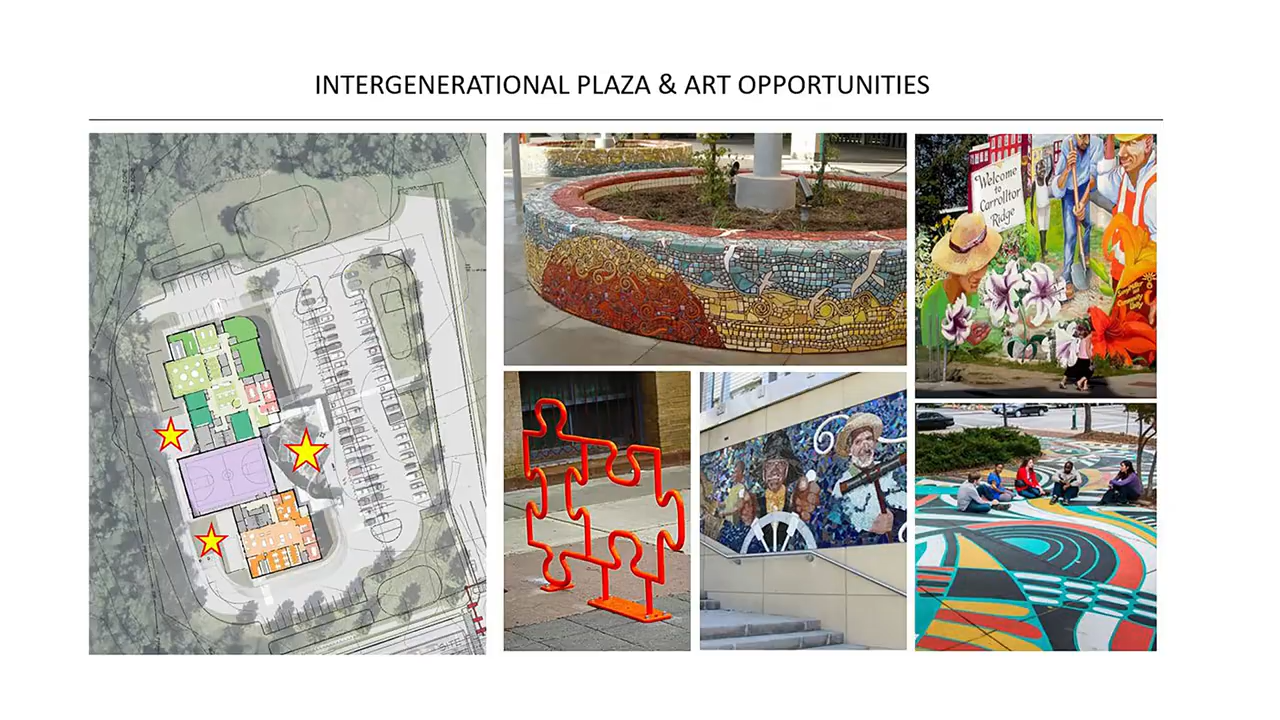 INTERGENERATIONAL PLAZA & ART OPPORTUNITIES
Welcome
to
Carrollton
Ridge